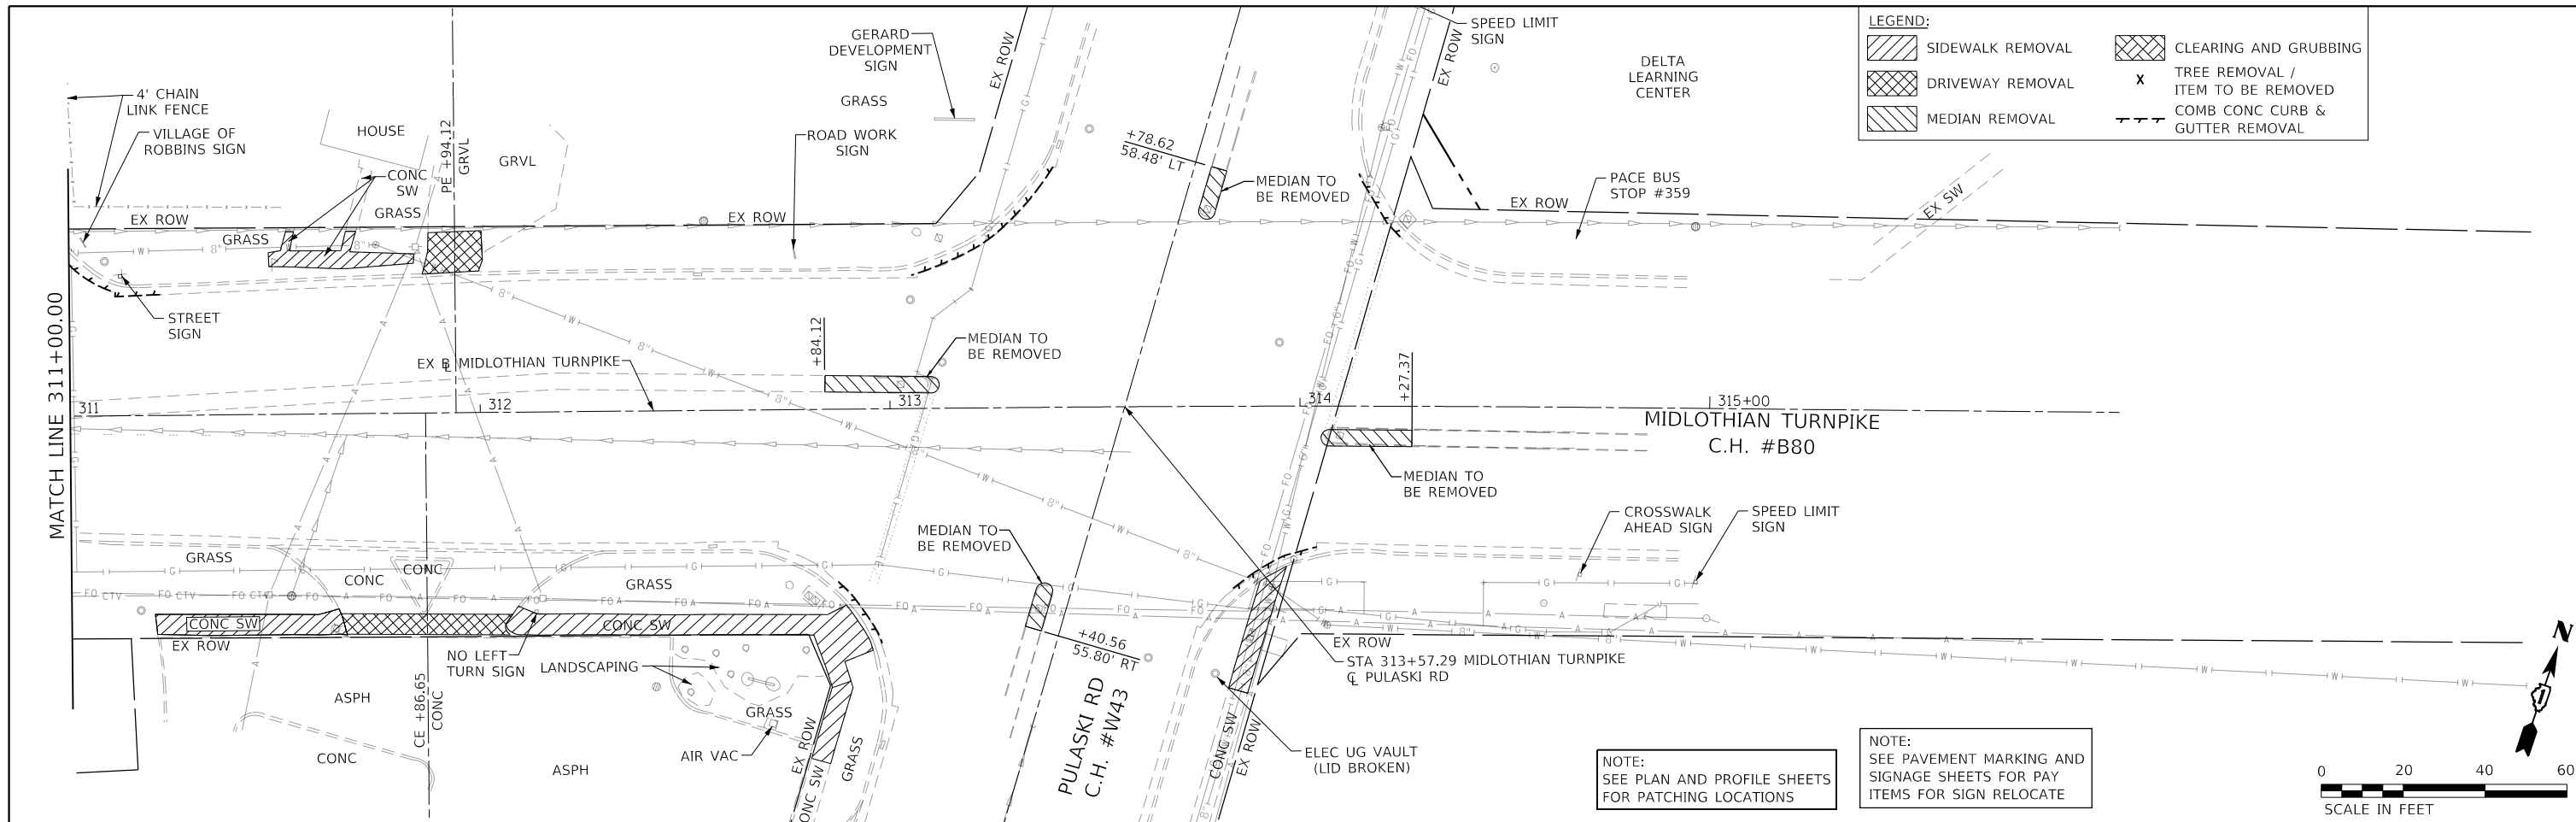 LEGEND:
SIDEWALK REMOVAL
DRIVEWAY REMOVAL
MEDIAN REMOVAL
CLEARING AND GRUBBING
X
TREE REMOVAL /
ITEM TO BE REMOVED
COMB CONC CURB &
GUTTER REMOVAL
SPEED LIMIT
SIGN
GERARD
DEVELOPMENT
SIGN
EX ROW
EX ROW
DELTA
LEARNING
CENTER
4' CHAIN
LINK FENCE
VILLAGE OF
ROBBINS SIGN
HOUSE
PE +94.12
GRVL
GRVL
GRASS
ROAD WORK
SIGN
CONC
SW
GRASS
+78.62
58.48' LT
MEDIAN TO
BE REMOVED
PACE BUS
STOP #359
EX SW
EX ROW
EX ROW
EX ROW
GRASS
MATCH LINE 311+00.00
STREET
SIGN
+84.12
MEDIAN TO
BE REMOVED
EX BL MIDLOTHIAN TURNPIKE
+27.37
311
312
313
314
315+00
MIDLOTHIAN TURNPIKE
C.H. #B80
MEDIAN TO
BE REMOVED
CROSSWALK
AHEAD SIGN
SPEED LIMIT
SIGN
MEDIAN TO
BE REMOVED
GRASS
CONC
CONC
GRASS
CONC SW
CONC SW
EX ROW
NO LEFT
TURN SIGN
LANDSCAPING
+40.56
55.80' RT
EX ROW
STA 313+57.29 MIDLOTHIAN TURNPIKE
CL PULASKI RD
ASPH
CE +86.65
CONC
GRASS
CONC
ASPH
AIR VAC
EX ROW
CONC SW
GRASS
PULASKI RD
C.H. #W43
CONC SW
EX ROW
ELEC UG VAULT
(LID BROKEN)
NOTE:
SEE PLAN AND PROFILE SHEETS
FOR PATCHING LOCATIONS
NOTE:
SEE PAVEMENT MARKING AND
SIGNAGE SHEETS FOR PAY
ITEMS FOR SIGN RELOCATE
N
0 20 40 60
SCALE IN FEET